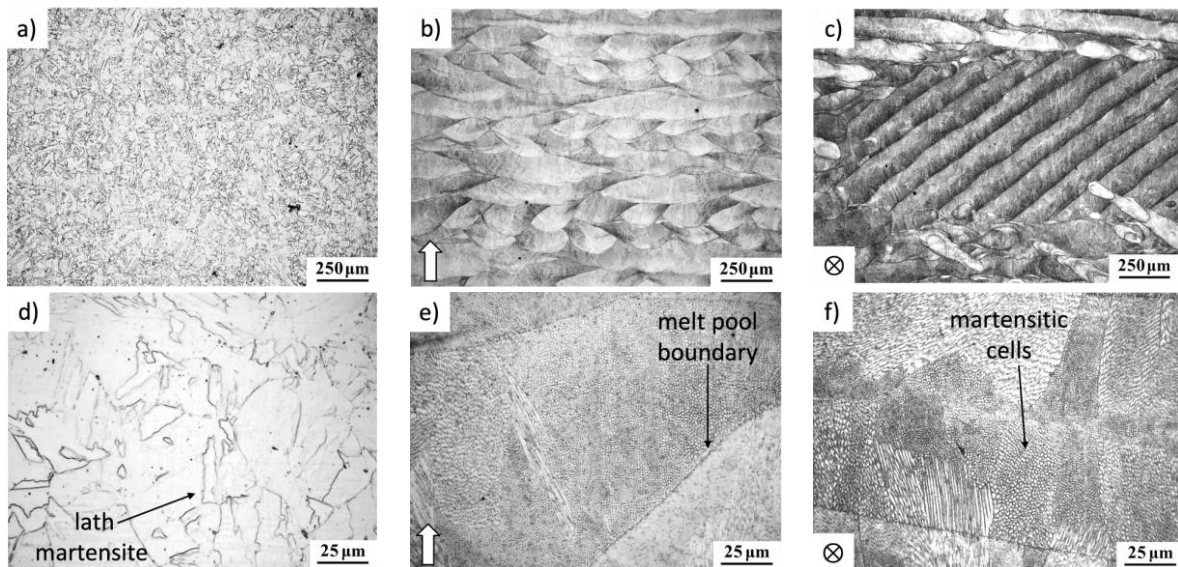 a)
b)
c)
250 μm
250 μm
250 μm
d)
e)
f)
melt pool
boundary
martensitic
cells
lath
martensite
25 μm
25 μm
25 μm